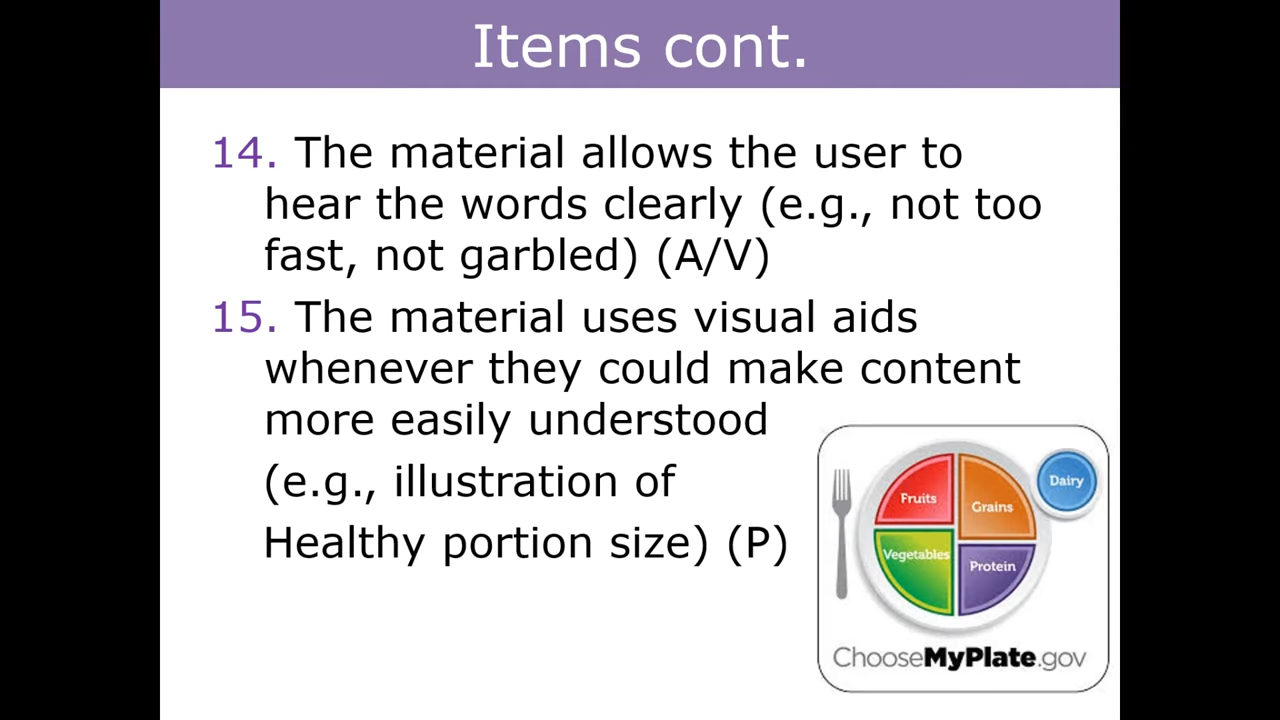 Items cont.
14. The material allows the user to
hear the words clearly (e.g., not too
fast, not garbled) (A/V)
15. The material uses visual aids
whenever they could make content
more easily understood
(e.g., illustration of
Healthy portion size) (P)
Dairy
Fruits
Grains
Vegetables
Protein
ChooseMyPlate.gov